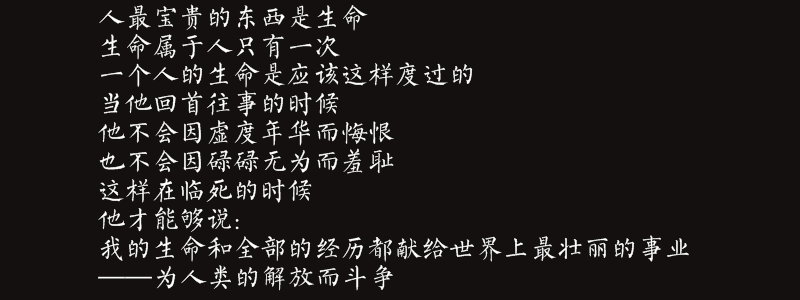 人最宝贵的东西是生命
生命属于人只有一次
一个人的生命是应该这样度过的
当他回首往事的时候
他不会因虚度年华而悔恨
也不会因碌碌无为而羞耻
这样在临死的时候
他才能够说:
我的生命和全部的经历都献给世界上最壮丽的事业
——为人类的解放而斗争